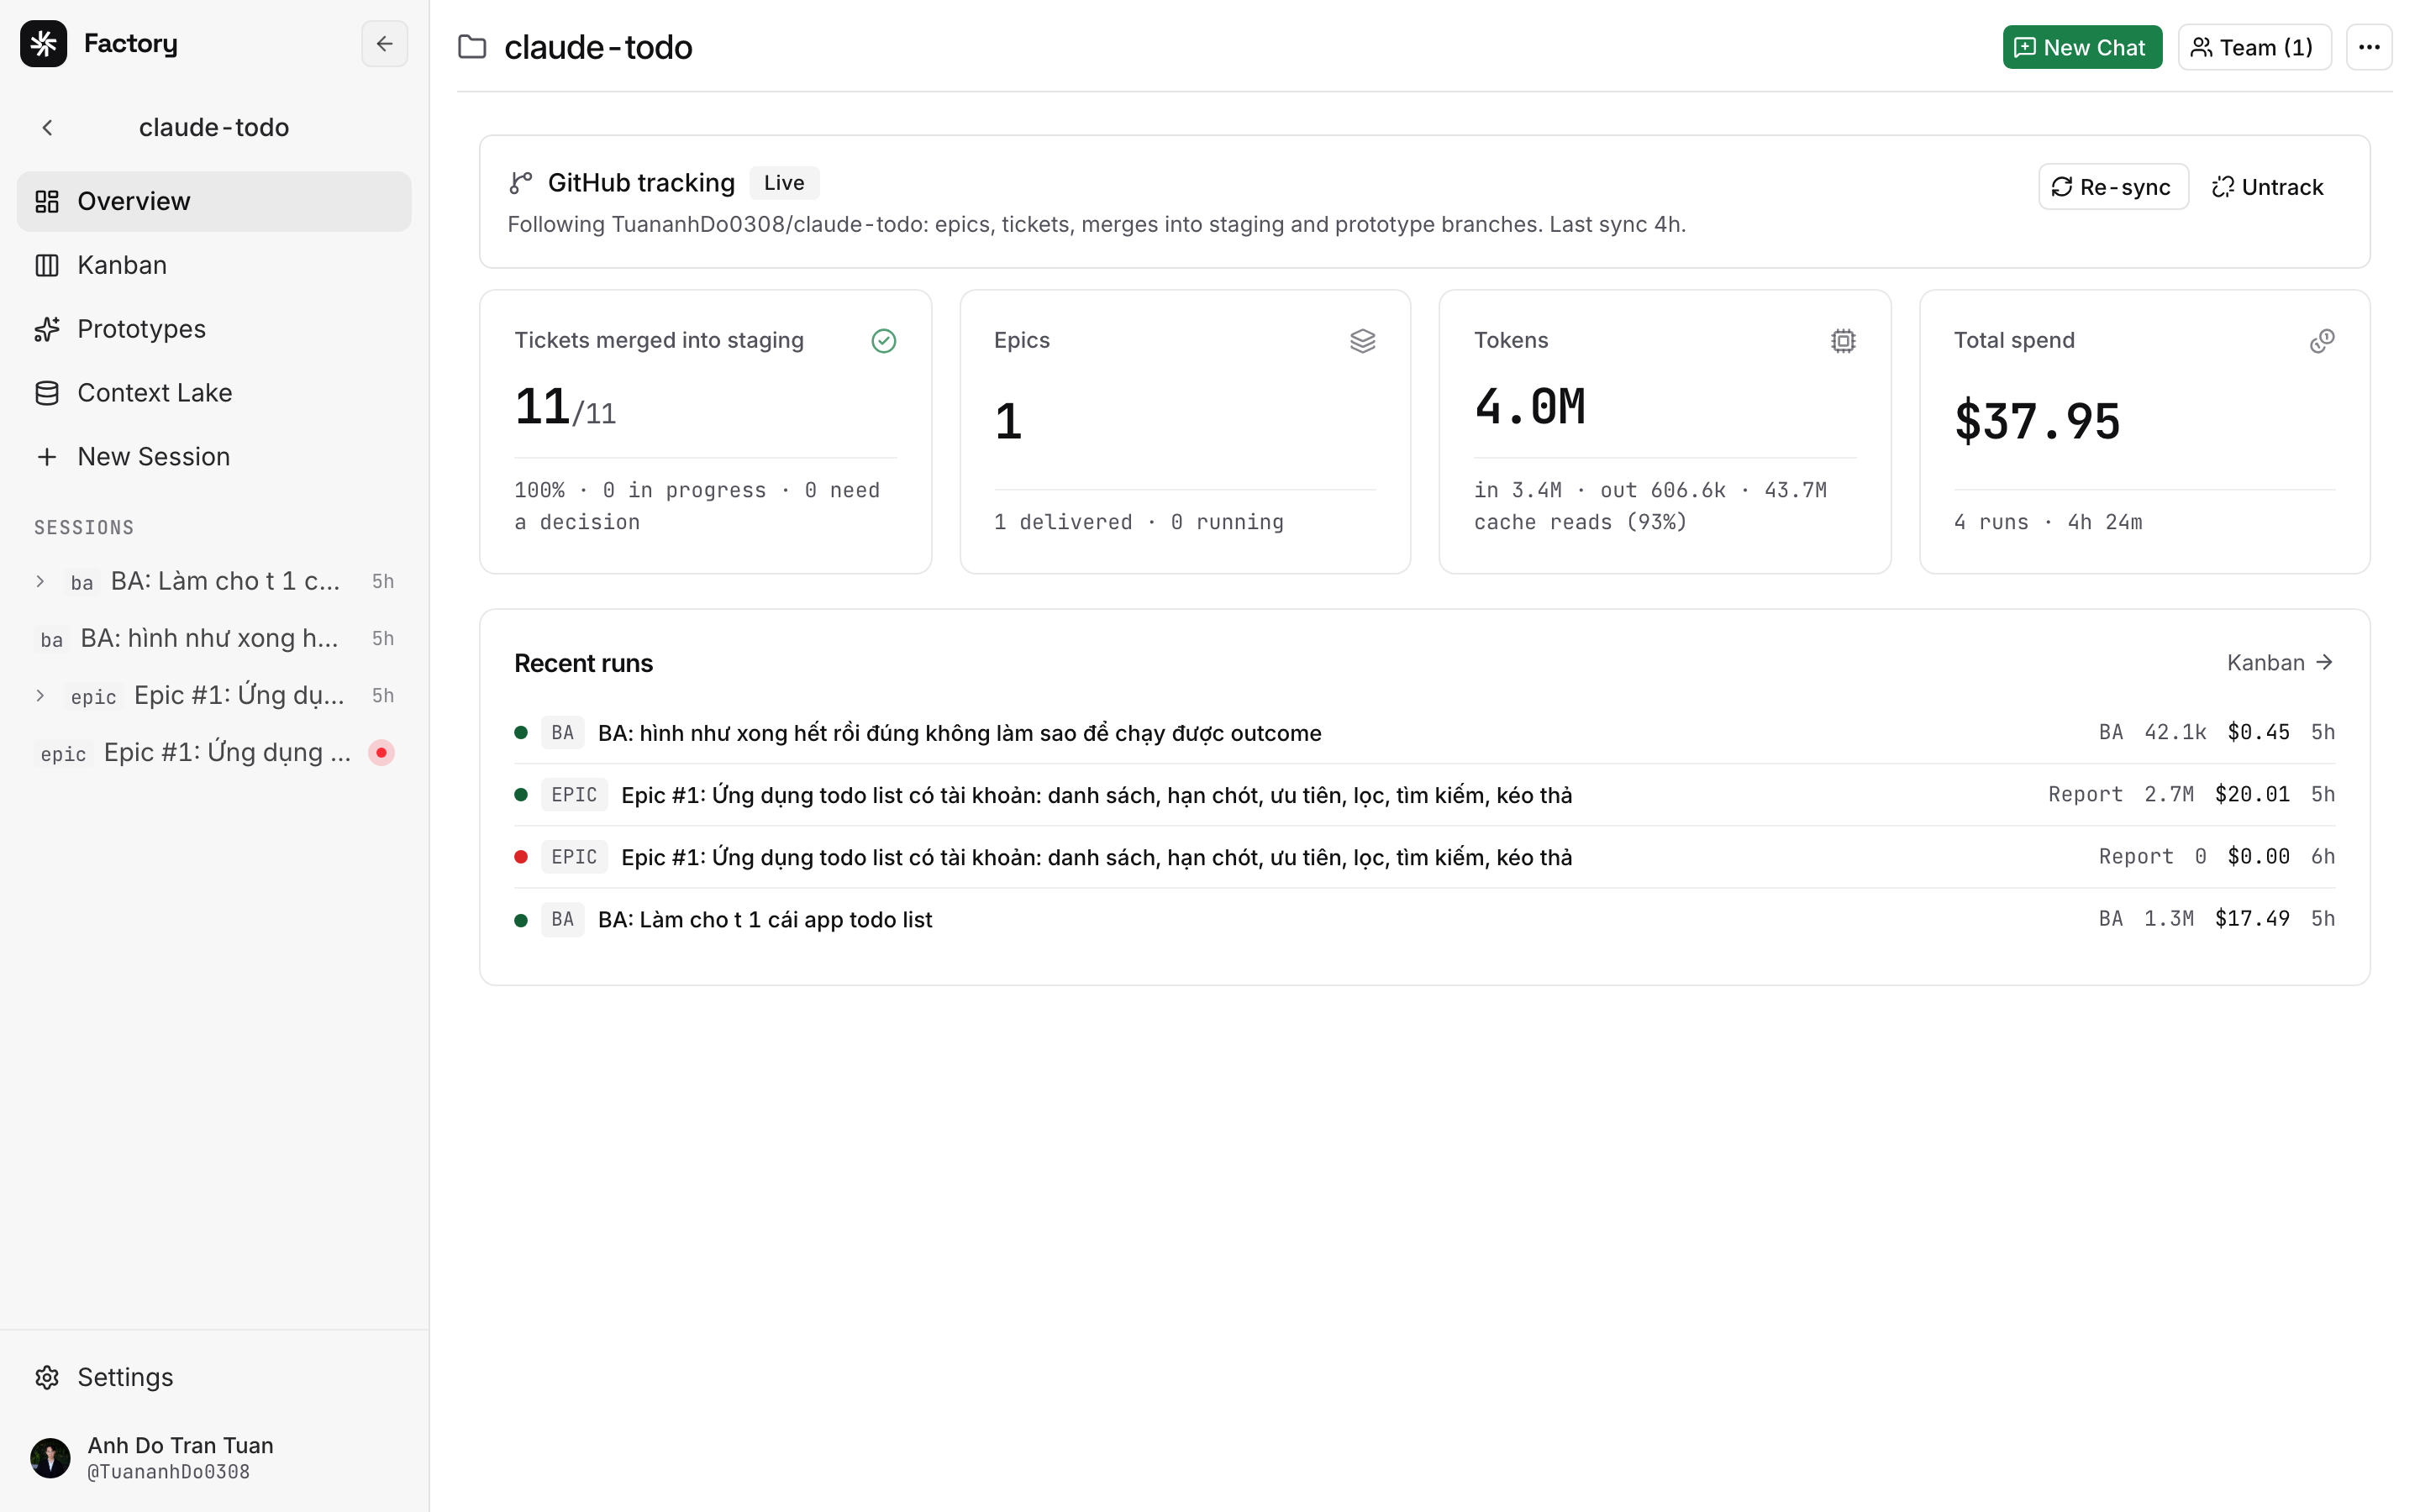 Factory
claude-todo
Overview
Kanban
Prototypes
Context Lake
New Session
SESSIONS
ba BA: Làm cho t 1 c... 5h
ba BA: hình như xong h... 5h
epic Epic #1: Ứng dụ... 5h
epic Epic #1: Ứng dụng ...
Settings
Anh Do Tran Tuan
@TuananhDo0308
claude-todo
New Chat
Team (1)
GitHub tracking Live
Re-sync
Untrack
Following TuananhDo0308/claude-todo: epics, tickets, merges into staging and prototype branches. Last sync 4h.
Tickets merged into staging
11/11
100% · 0 in progress · 0 need
a decision
Epics
1
1 delivered · 0 running
Tokens
4.0M
in 3.4M · out 606.6k · 43.7M
cache reads (93%)
Total spend
$37.95
4 runs · 4h 24m
Recent runs
Kanban
BA BA: hình như xong hết rồi đúng không làm sao để chạy được outcome BA 42.1k $0.45 5h
EPIC Epic #1: Ứng dụng todo list có tài khoản: danh sách, hạn chót, ưu tiên, lọc, tìm kiếm, kéo thả Report 2.7M $20.01 5h
EPIC Epic #1: Ứng dụng todo list có tài khoản: danh sách, hạn chót, ưu tiên, lọc, tìm kiếm, kéo thả Report 0 $0.00 6h
BA BA: Làm cho t 1 cái app todo list BA 1.3M $17.49 5h